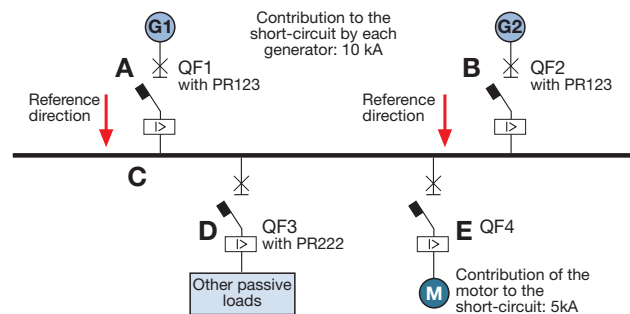 G1
Contribution to the
short-circuit by each
generator: 10 kA
G2
A
QF1
with PR123
B
QF2
with PR123
Reference
direction
I>
Reference
direction
I>
C
D
QF3
with PR222
I>
E
QF4
I>
Other passive
loads
M
Contribution of the
motor to the
short-circuit: 5kA